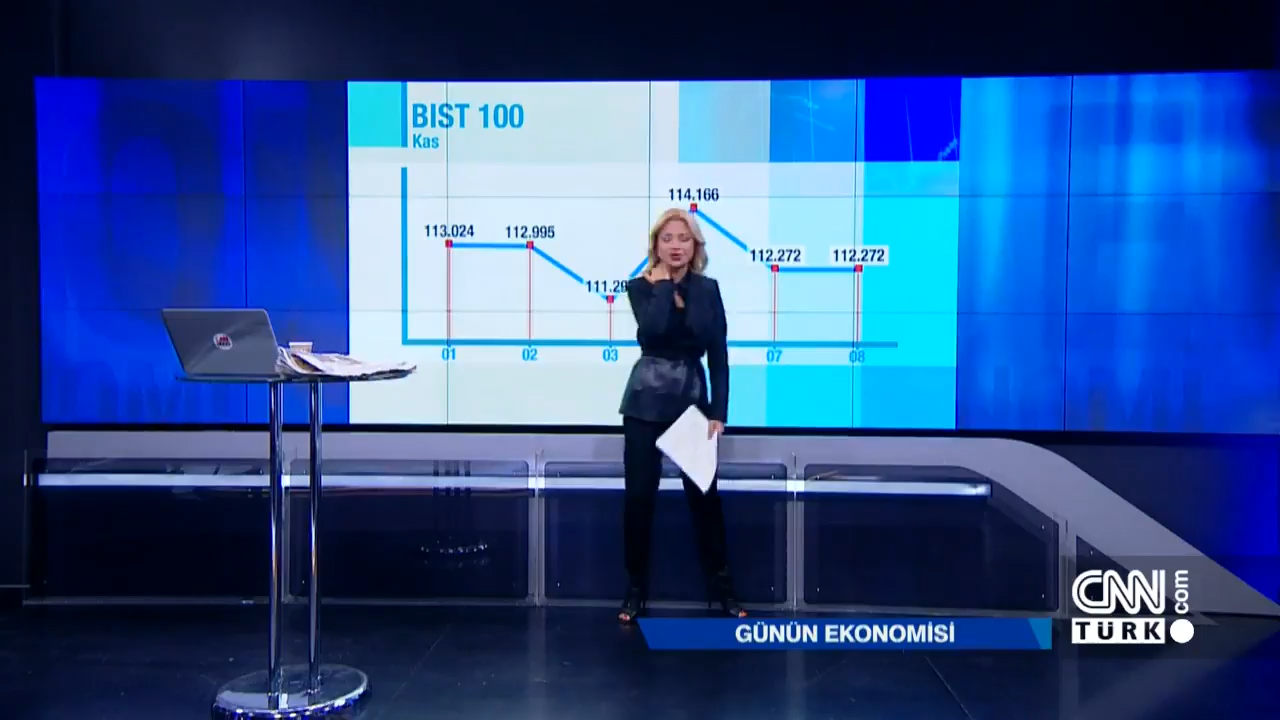 BIST 100
Kas
114.166
113.024
112.995
112.272
112.272
01
02
03
07
08
GÜNÜN EKONOMİSİ
CNN
TÜRK
.com